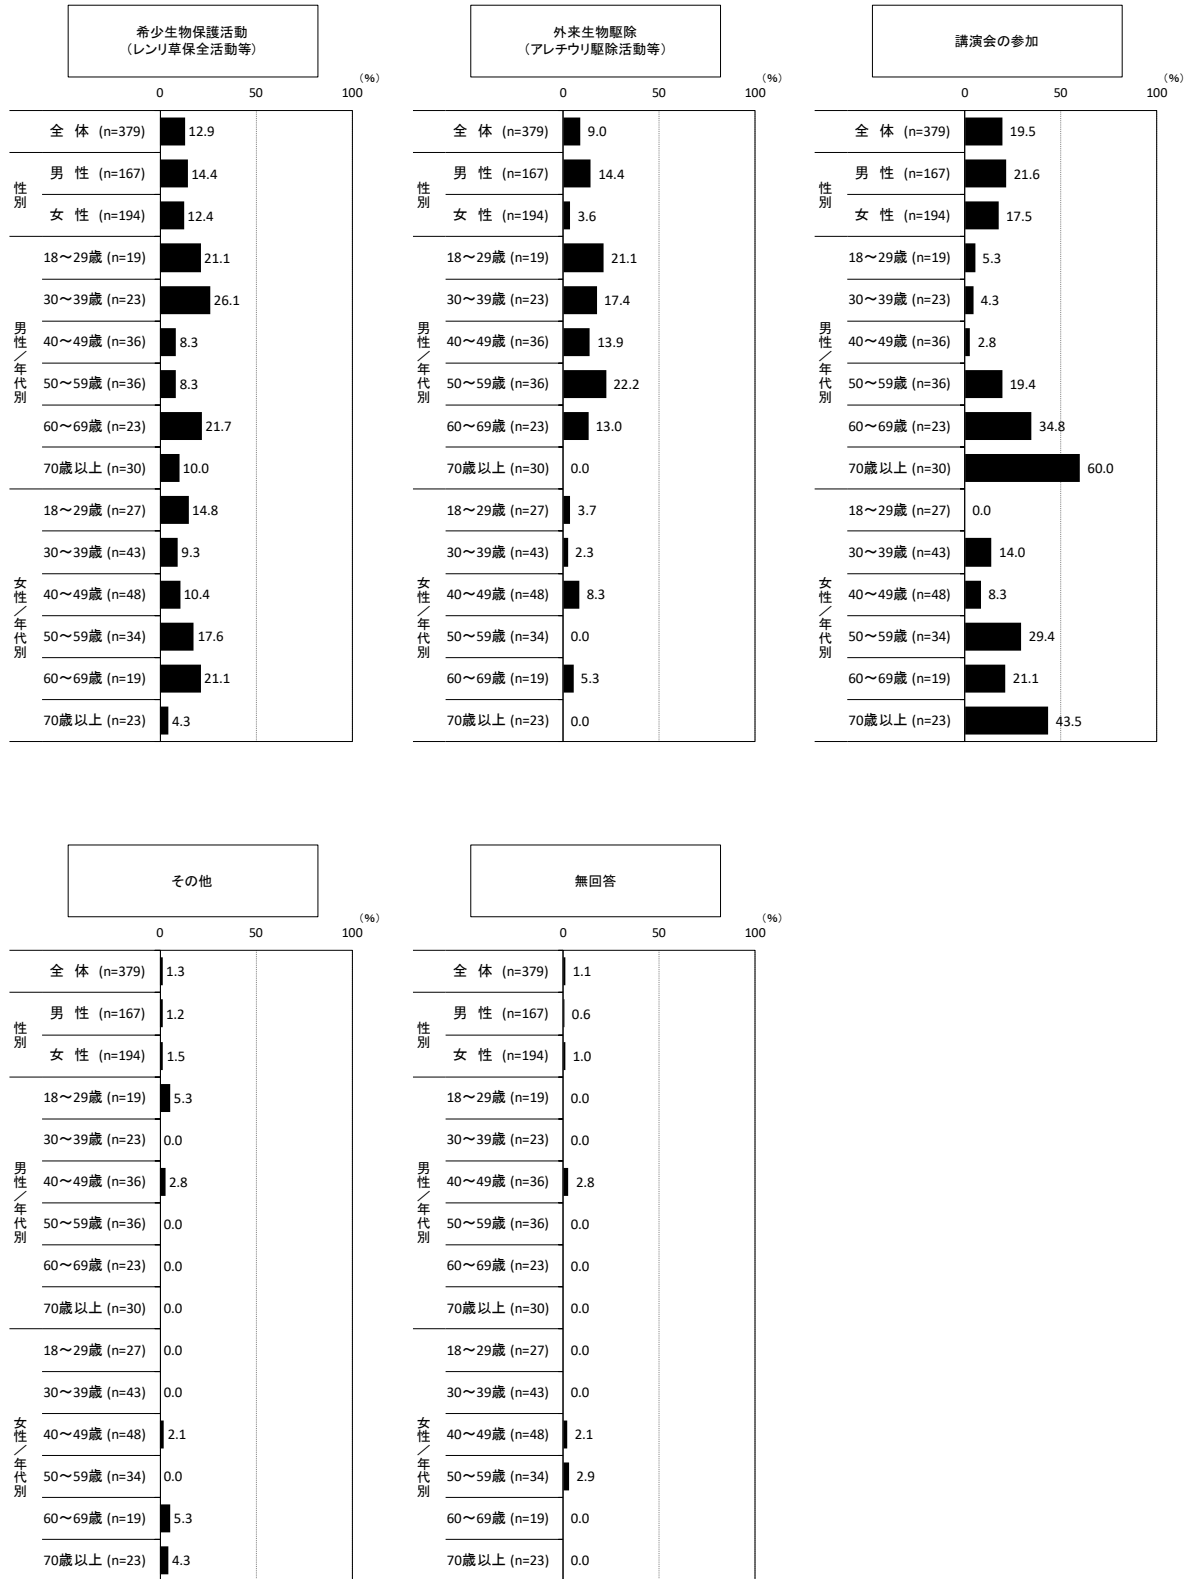 希少生物保護活動
（レンリ草保全活動等）
（%）
0 50 100
全 体 (n=379) 12.9
性別
男 性 (n=167) 14.4
女 性 (n=194) 12.4
男性／年代別
18～29歳 (n=19) 21.1
30～39歳 (n=23) 26.1
40～49歳 (n=36) 8.3
50～59歳 (n=36) 8.3
60～69歳 (n=23) 21.7
70歳以上 (n=30) 10.0
女性／年代別
18～29歳 (n=27) 14.8
30～39歳 (n=43) 9.3
40～49歳 (n=48) 10.4
50～59歳 (n=34) 17.6
60～69歳 (n=19) 21.1
70歳以上 (n=23) 4.3
外来生物駆除
（アレチウリ駆除活動等）
（%）
0 50 100
全 体 (n=379) 9.0
性別
男 性 (n=167) 14.4
女 性 (n=194) 3.6
男性／年代別
18～29歳 (n=19) 21.1
30～39歳 (n=23) 17.4
40～49歳 (n=36) 13.9
50～59歳 (n=36) 22.2
60～69歳 (n=23) 13.0
70歳以上 (n=30) 0.0
女性／年代別
18～29歳 (n=27) 3.7
30～39歳 (n=43) 2.3
40～49歳 (n=48) 8.3
50～59歳 (n=34) 0.0
60～69歳 (n=19) 5.3
70歳以上 (n=23) 0.0
講演会の参加
（%）
0 50 100
全 体 (n=379) 19.5
性別
男 性 (n=167) 21.6
女 性 (n=194) 17.5
男性／年代別
18～29歳 (n=19) 5.3
30～39歳 (n=23) 4.3
40～49歳 (n=36) 2.8
50～59歳 (n=36) 19.4
60～69歳 (n=23) 34.8
70歳以上 (n=30) 60.0
女性／年代別
18～29歳 (n=27) 0.0
30～39歳 (n=43) 14.0
40～49歳 (n=48) 8.3
50～59歳 (n=34) 29.4
60～69歳 (n=19) 21.1
70歳以上 (n=23) 43.5
その他
（%）
0 50 100
全 体 (n=379) 1.3
性別
男 性 (n=167) 1.2
女 性 (n=194) 1.5
男性／年代別
18～29歳 (n=19) 5.3
30～39歳 (n=23) 0.0
40～49歳 (n=36) 2.8
50～59歳 (n=36) 0.0
60～69歳 (n=23) 0.0
70歳以上 (n=30) 0.0
女性／年代別
18～29歳 (n=27) 0.0
30～39歳 (n=43) 0.0
40～49歳 (n=48) 2.1
50～59歳 (n=34) 0.0
60～69歳 (n=19) 5.3
70歳以上 (n=23) 4.3
無回答
（%）
0 50 100
全 体 (n=379) 1.1
性別
男 性 (n=167) 0.6
女 性 (n=194) 1.0
男性／年代別
18～29歳 (n=19) 0.0
30～39歳 (n=23) 0.0
40～49歳 (n=36) 2.8
50～59歳 (n=36) 0.0
60～69歳 (n=23) 0.0
70歳以上 (n=30) 0.0
女性／年代別
18～29歳 (n=27) 0.0
30～39歳 (n=43) 0.0
40～49歳 (n=48) 2.1
50～59歳 (n=34) 2.9
60～69歳 (n=19) 0.0
70歳以上 (n=23) 0.0